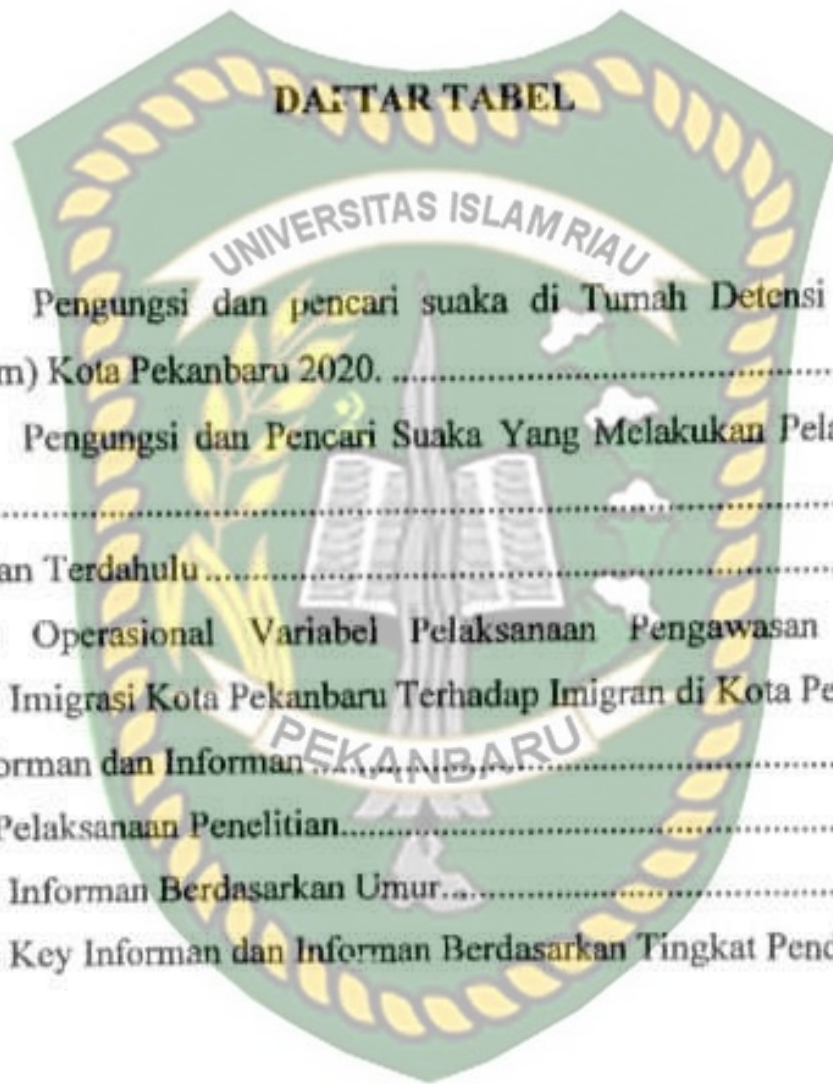 DAFTAR TABEL
UNIVERSITAS ISLAM RIAU
Pengungsi dan pencari suaka di Tumah Detensi
m) Kota Pekanbaru 2020. ........................................
Pengungsi dan Pencari Suaka Yang Melakukan Pela
........................................
an Terdahulu........................................
Operasional Variabel Pelaksanaan Pengawasan
Imigrasi Kota Pekanbaru Terhadap Imigran di Kota Pe
PEKANBARU
orman dan Informan........................................
Pelaksanaan Penelitian........................................
Informan Berdasarkan Umur........................................
Key Informan dan Informan Berdasarkan Tingkat Pend